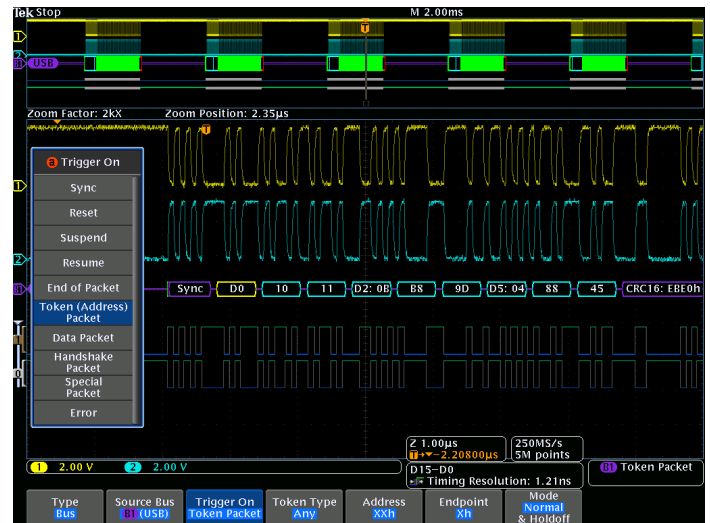 Tek Stop
M 2.00ms
T
1
2
B1 USB
Zoom Factor: 2kX Zoom Position: 2.35µs
T
a Trigger On
Sync
Reset
Suspend
Resume
End of Packet
Token (Address)
Packet
Data Packet
Handshake
Packet
Special
Packet
Error
1
2
B1
Sync D0 10 11 D2: 0B B8 9D D5: 04 88 45 CRC16: EBE0h
Z 1.00µs
T→▼−2.20800µs
250MS/s
5M points
1 2.00 V 2 2.00 V
D15–D0
Timing Resolution: 1.21ns
B1 Token Packet
Type
Bus
Source Bus
B1 (USB)
Trigger On
Token Packet
Token Type
Any
Address
XXh
Endpoint
Xh
Mode
Normal
& Holdoff